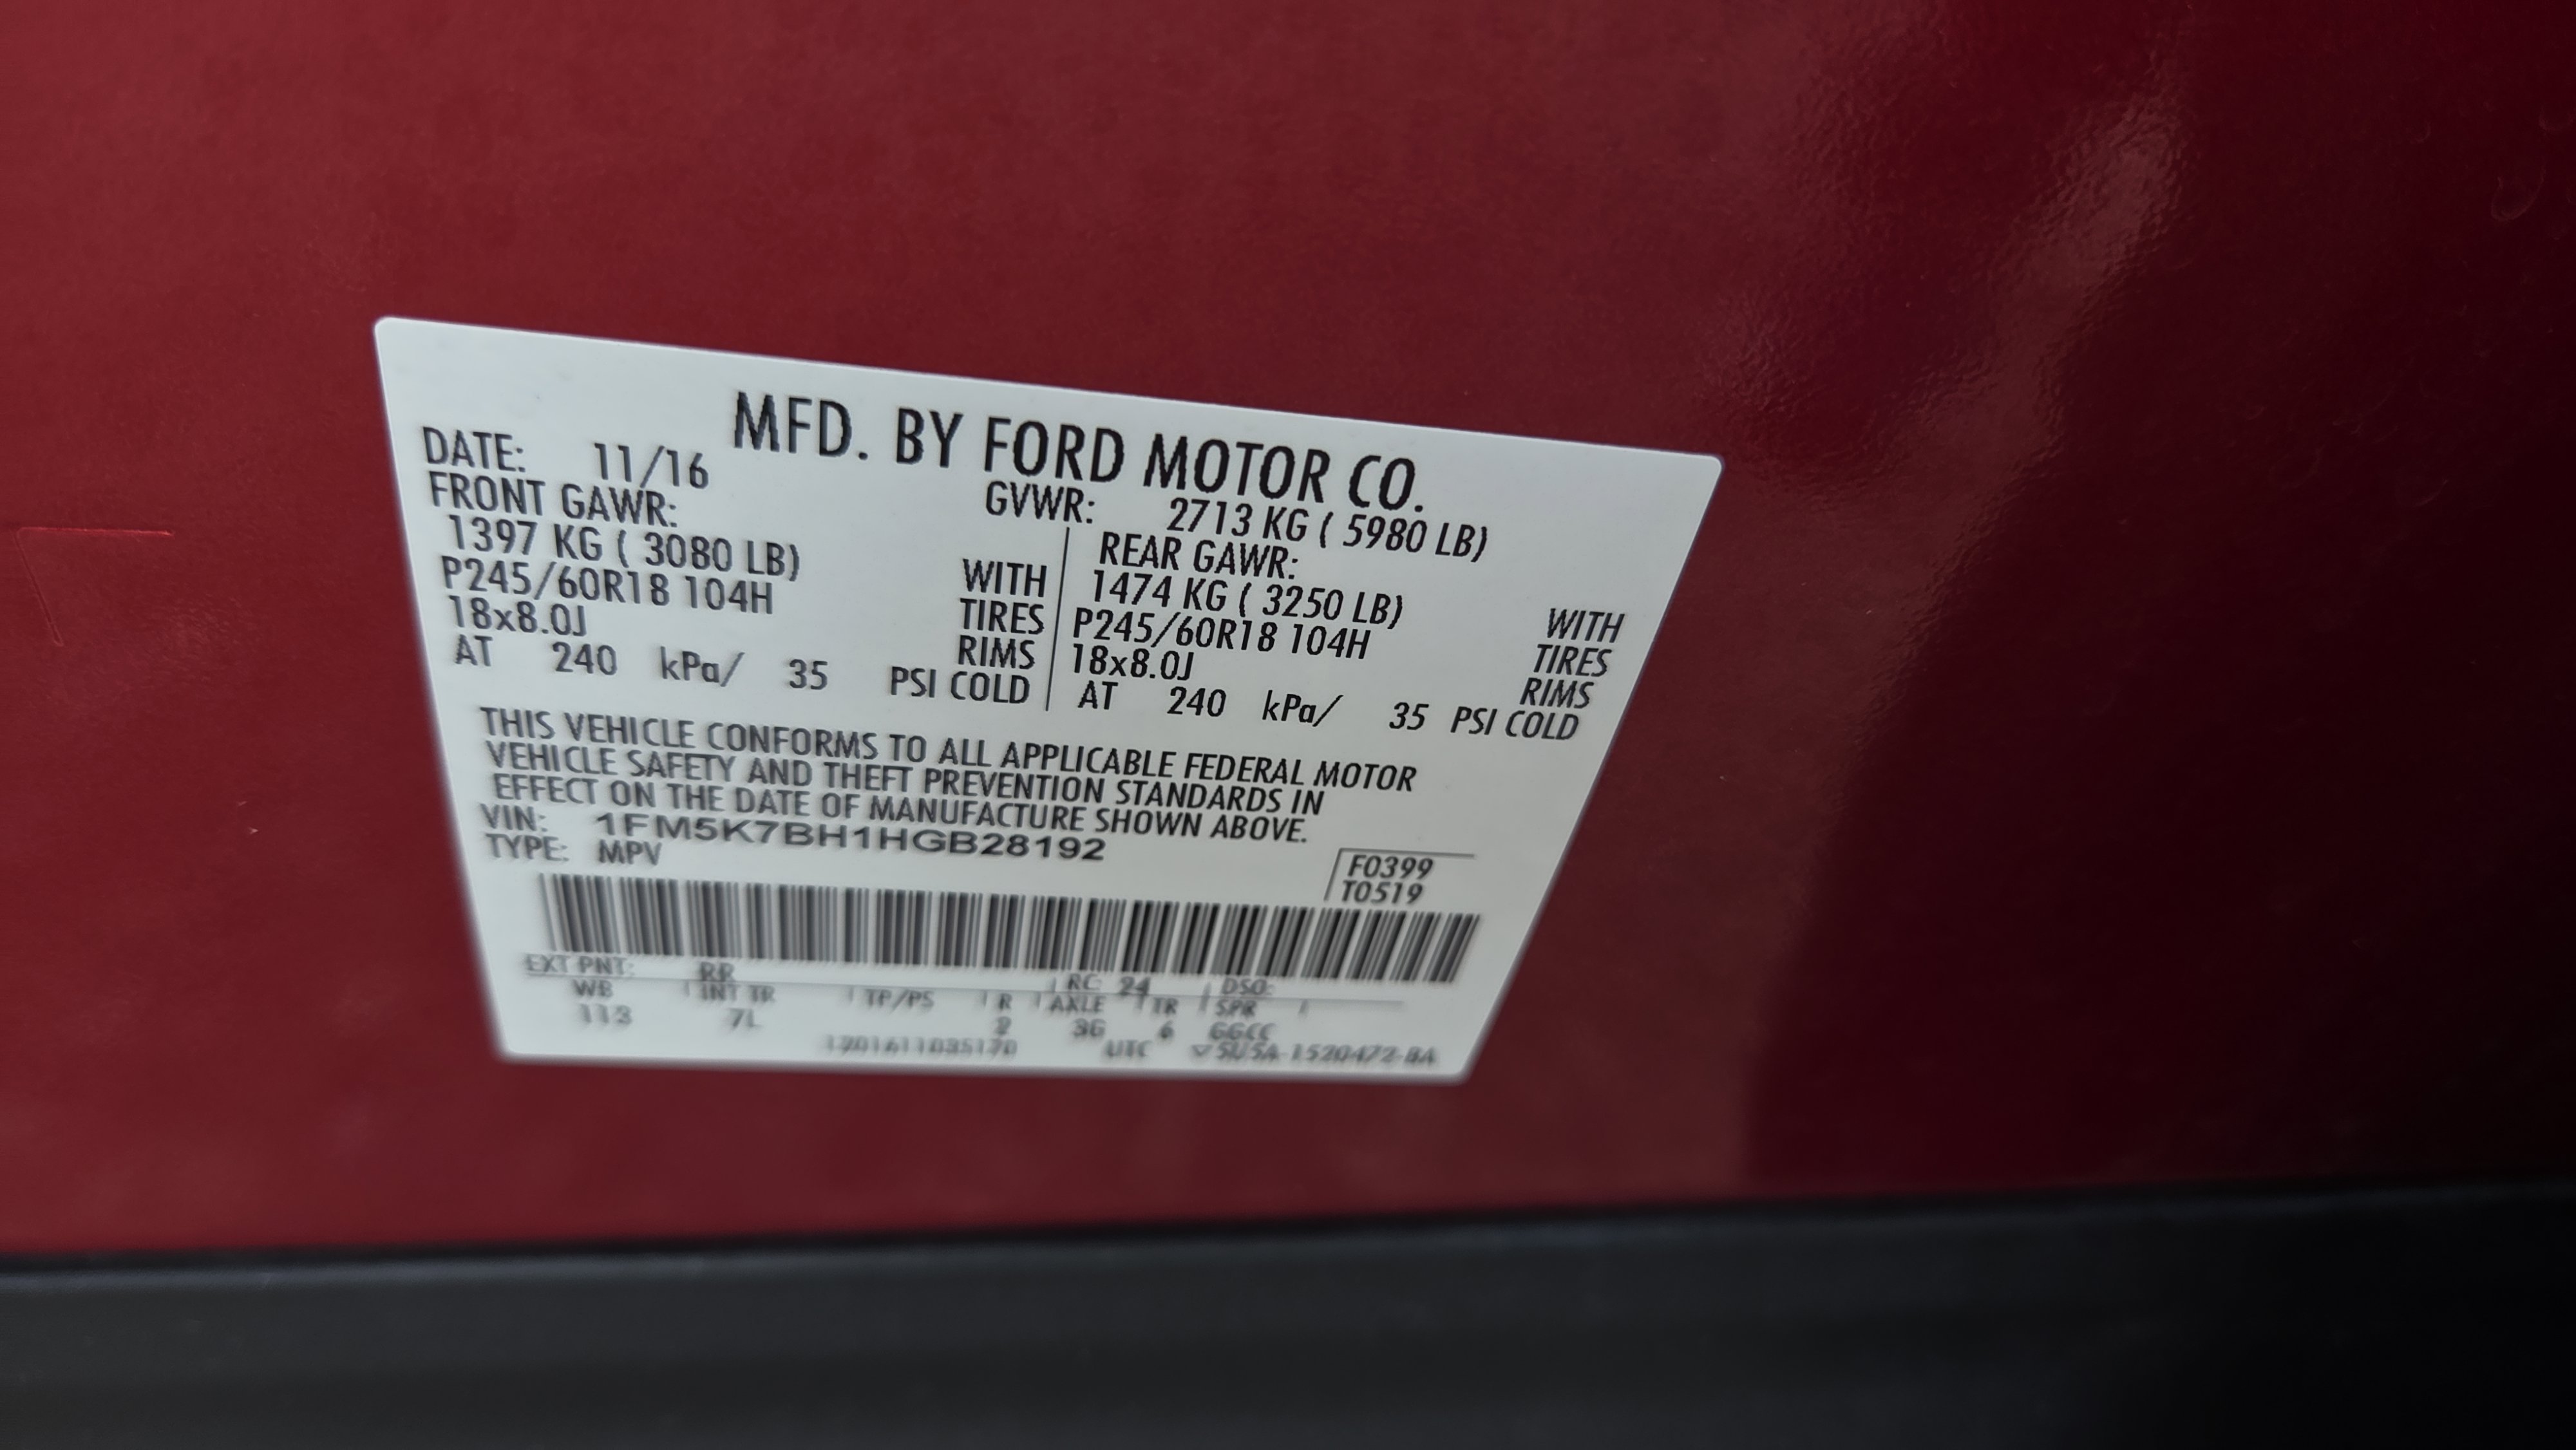 MFD. BY FORD MOTOR CO.
DATE: 11/16 GVWR: 2713 KG ( 5980 LB)
FRONT GAWR: REAR GAWR:
1397 KG ( 3080 LB) WITH 1474 KG ( 3250 LB) WITH
P245/60R18 104H TIRES P245/60R18 104H TIRES
18x8.0J RIMS 18x8.0J RIMS
AT 240 kPa/ 35 PSI COLD AT 240 kPa/ 35 PSI COLD
THIS VEHICLE CONFORMS TO ALL APPLICABLE FEDERAL MOTOR
VEHICLE SAFETY AND THEFT PREVENTION STANDARDS IN
EFFECT ON THE DATE OF MANUFACTURE SHOWN ABOVE.
VIN: 1FM5K7BH1HGB28192
TYPE: MPV
F0399
T0519
EXT PNT: RR RC: 24 DSO:
WB INT TR TP/PS R AXLE TR SPR
113 7L 2 3G 6 GGCC
UTC